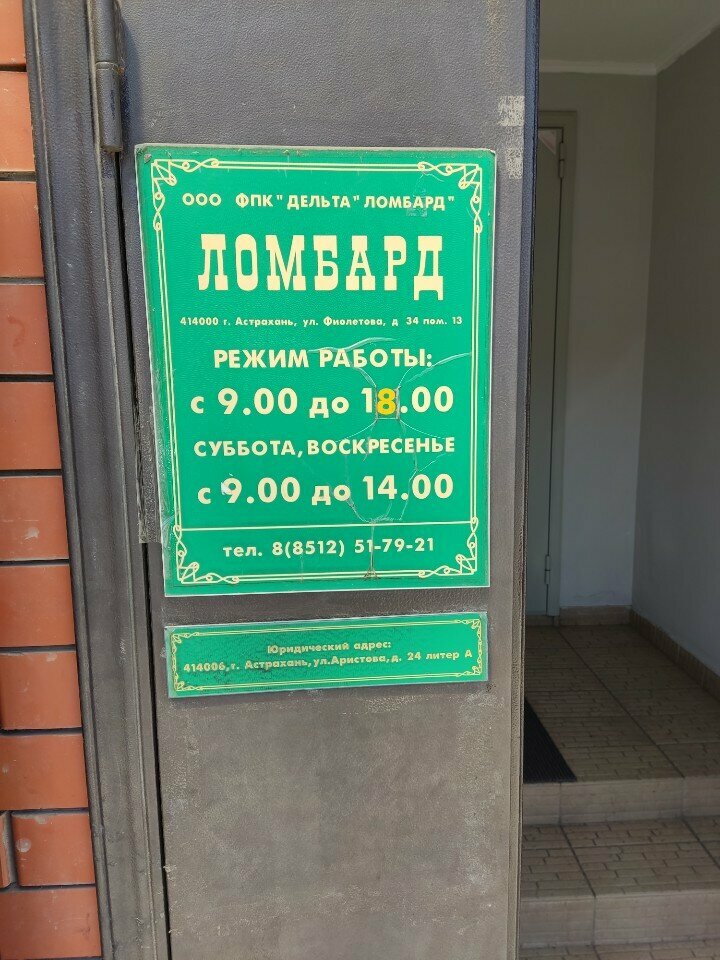 ООО ФПК "ДЕЛЬТА" ЛОМБАРД"
ЛОМБАРД
414000 г. Астрахань, ул. Фиолетова, д 34 пом. 13
РЕЖИМ РАБОТЫ:
с 9.00 до 18.00
СУББОТА, ВОСКРЕСЕНЬЕ
с 9.00 до 14.00
тел. 8(8512) 51-79-21
Юридический адрес:
414006, г. Астрахань, ул.Аристова, д. 24 литер А